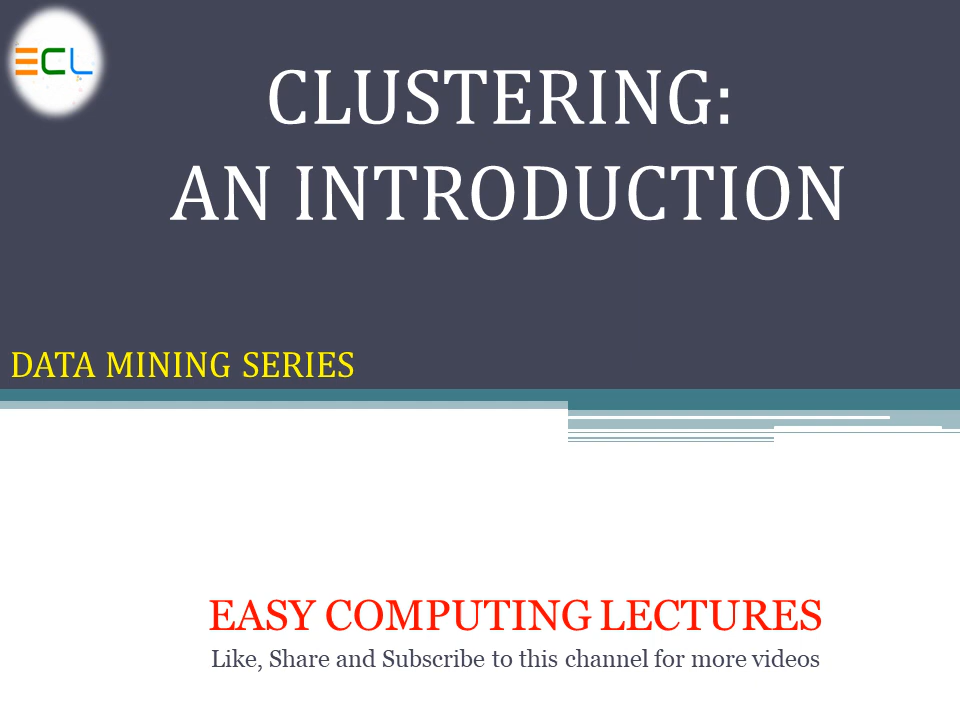 ECL
CLUSTERING:
AN INTRODUCTION
DATA MINING SERIES
EASY COMPUTING LECTURES
Like, Share and Subscribe to this channel for more videos